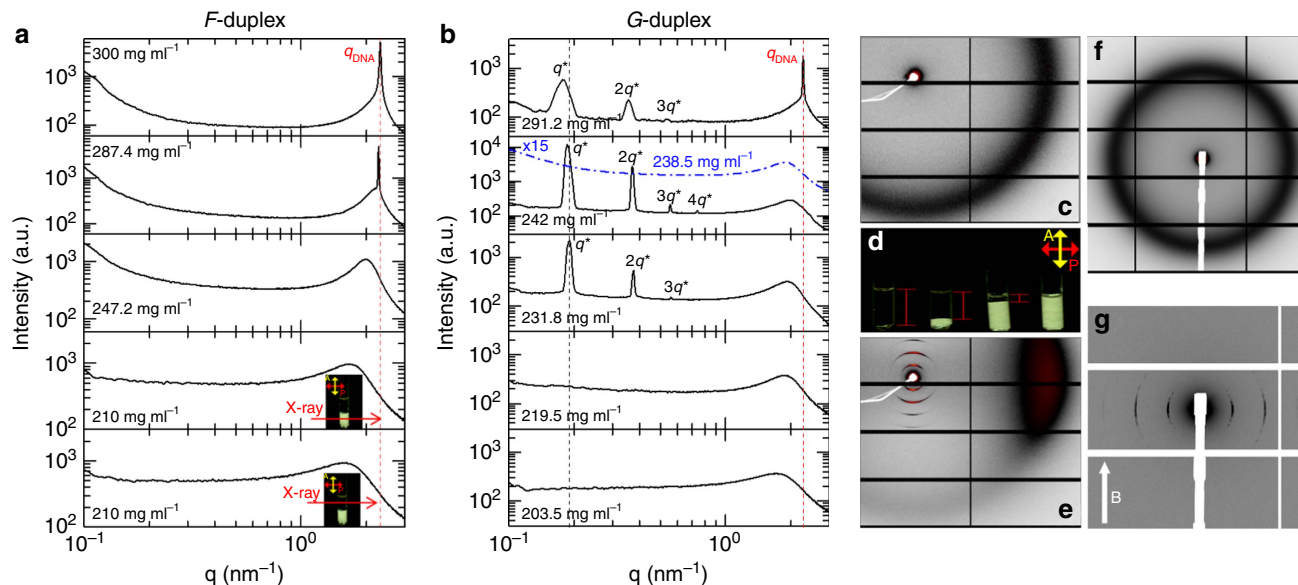 F-duplex
G-duplex
a
300 mg ml⁻¹
q_DNA
10³
10²
287.4 mg ml⁻¹
10³
10²
247.2 mg ml⁻¹
10³
10²
210 mg ml⁻¹
A
P
X-ray
10³
10²
210 mg ml⁻¹
A
P
X-ray
10³
10²
10⁻¹
10⁰
q (nm⁻¹)
Intensity (a.u.)
b
q*
2q*
3q*
q_DNA
291.2 mg ml⁻¹
10³
10²
x15
q*
2q*
3q*
4q*
238.5 mg ml⁻¹
242 mg ml⁻¹
10⁴
10³
10²
q*
2q*
3q*
231.8 mg ml⁻¹
10³
10²
219.5 mg ml⁻¹
10³
10²
203.5 mg ml⁻¹
10³
10²
10⁻¹
10⁰
q (nm⁻¹)
Intensity (a.u.)
c
d
A
P
e
f
g
B